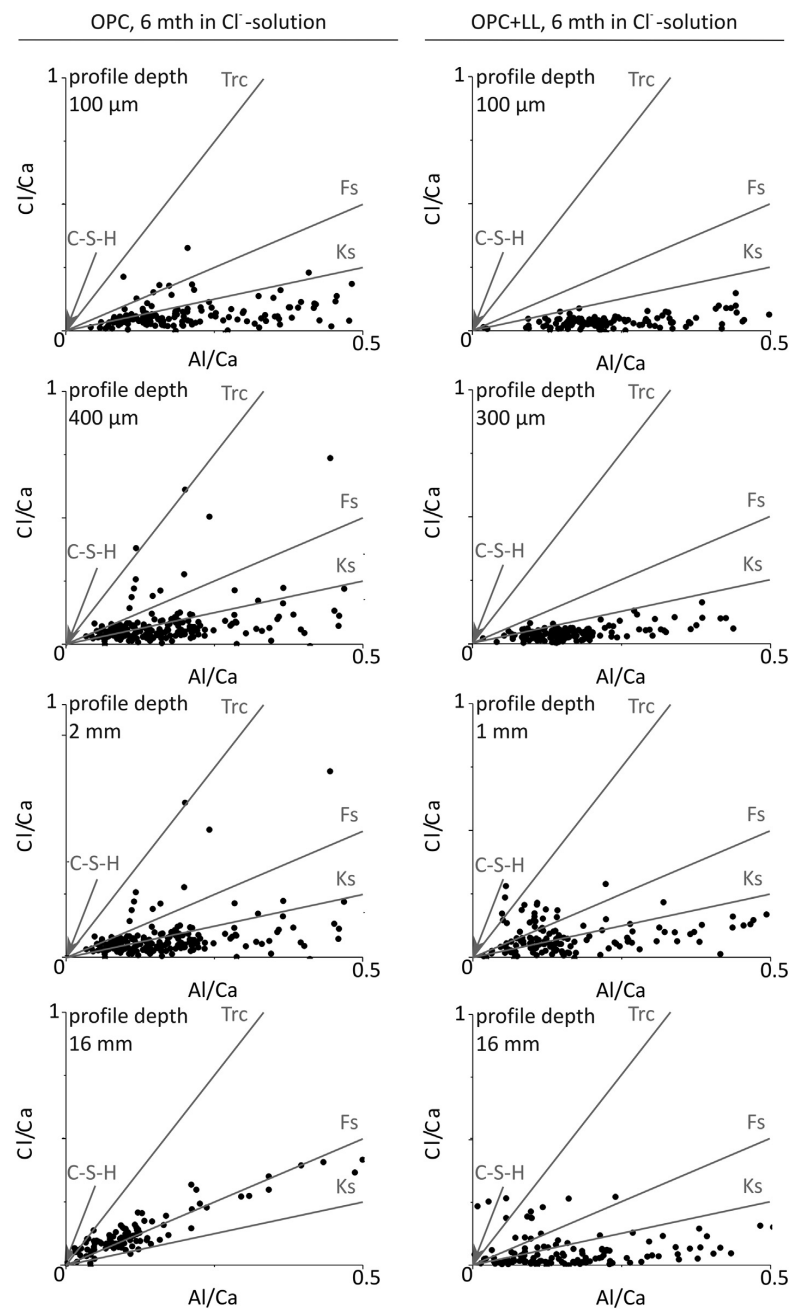 OPC, 6 mth in Cl⁻-solution
OPC+LL, 6 mth in Cl⁻-solution
1
profile depth
100 µm
Trc
Fs
Ks
C-S-H
Cl/Ca
0
0.5
Al/Ca
1
profile depth
100 µm
Trc
Fs
Ks
C-S-H
Cl/Ca
0
0.5
Al/Ca
1
profile depth
400 µm
Trc
Fs
Ks
C-S-H
Cl/Ca
0
0.5
Al/Ca
1
profile depth
300 µm
Trc
Fs
Ks
C-S-H
Cl/Ca
0
0.5
Al/Ca
1
profile depth
2 mm
Trc
Fs
Ks
C-S-H
Cl/Ca
0
0.5
Al/Ca
1
profile depth
1 mm
Trc
Fs
Ks
C-S-H
Cl/Ca
0
0.5
Al/Ca
1
profile depth
16 mm
Trc
Fs
Ks
C-S-H
Cl/Ca
0
0.5
Al/Ca
1
profile depth
16 mm
Trc
Fs
Ks
C-S-H
Cl/Ca
0
0.5
Al/Ca